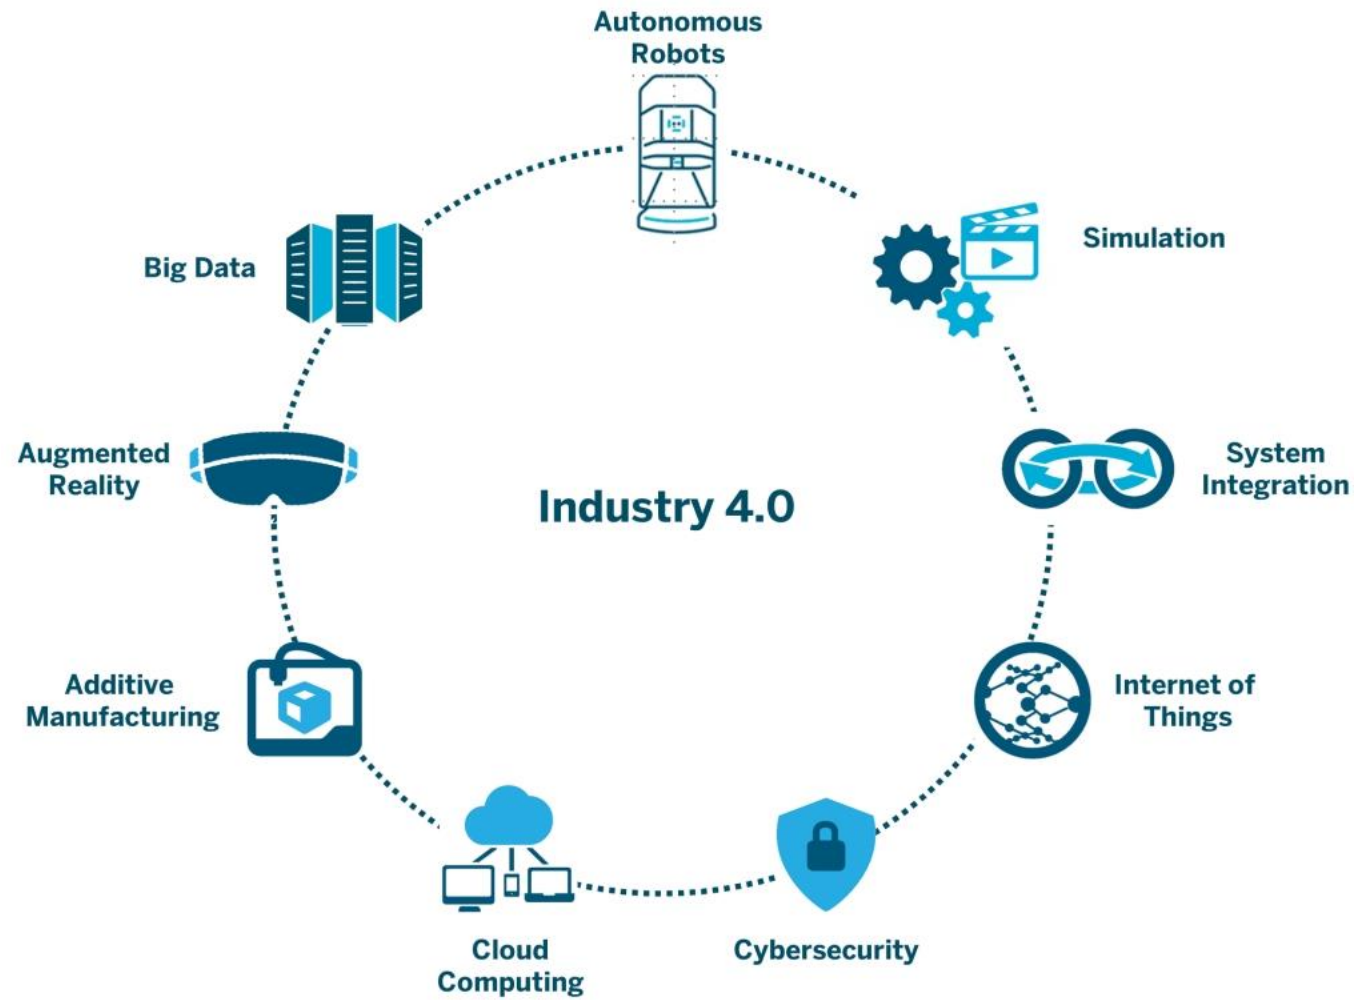 Autonomous
Robots
Simulation
Big Data
System
Integration
Augmented
Reality
Industry 4.0
Internet of
Things
Additive
Manufacturing
Cybersecurity
Cloud
Computing